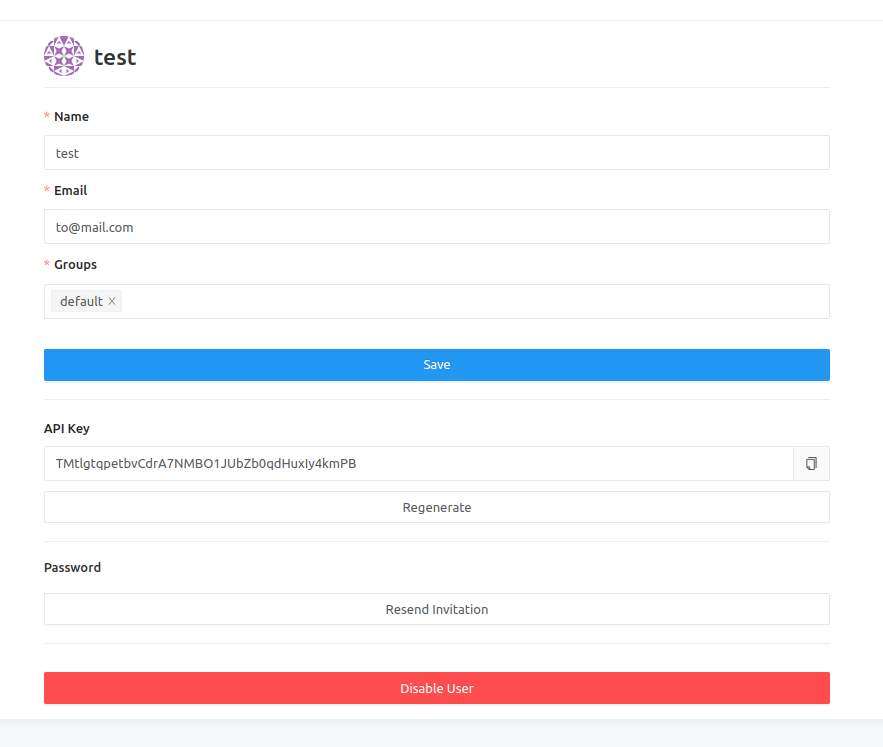 test
* Name
test
* Email
to@mail.com
* Groups
default
Save
API Key
TMtlgtqpetbvCdrA7NMBO1JUbZb0qdHuxIy4kmPB
Regenerate
Password
Resend Invitation
Disable User